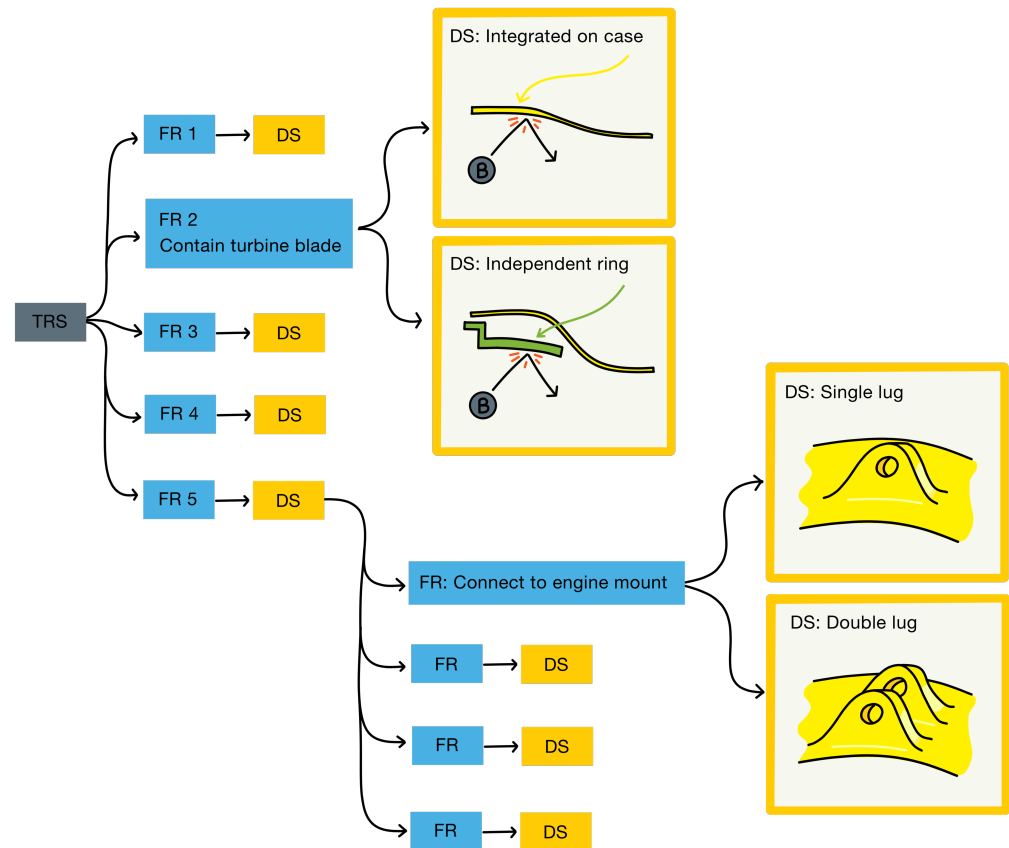 DS: Integrated on case
B
FR 1
DS
FR 2
Contain turbine blade
DS: Independent ring
B
TRS
FR 3
DS
FR 4
DS
FR 5
DS
DS: Single lug
FR: Connect to engine mount
DS: Double lug
FR
DS
FR
DS
FR
DS